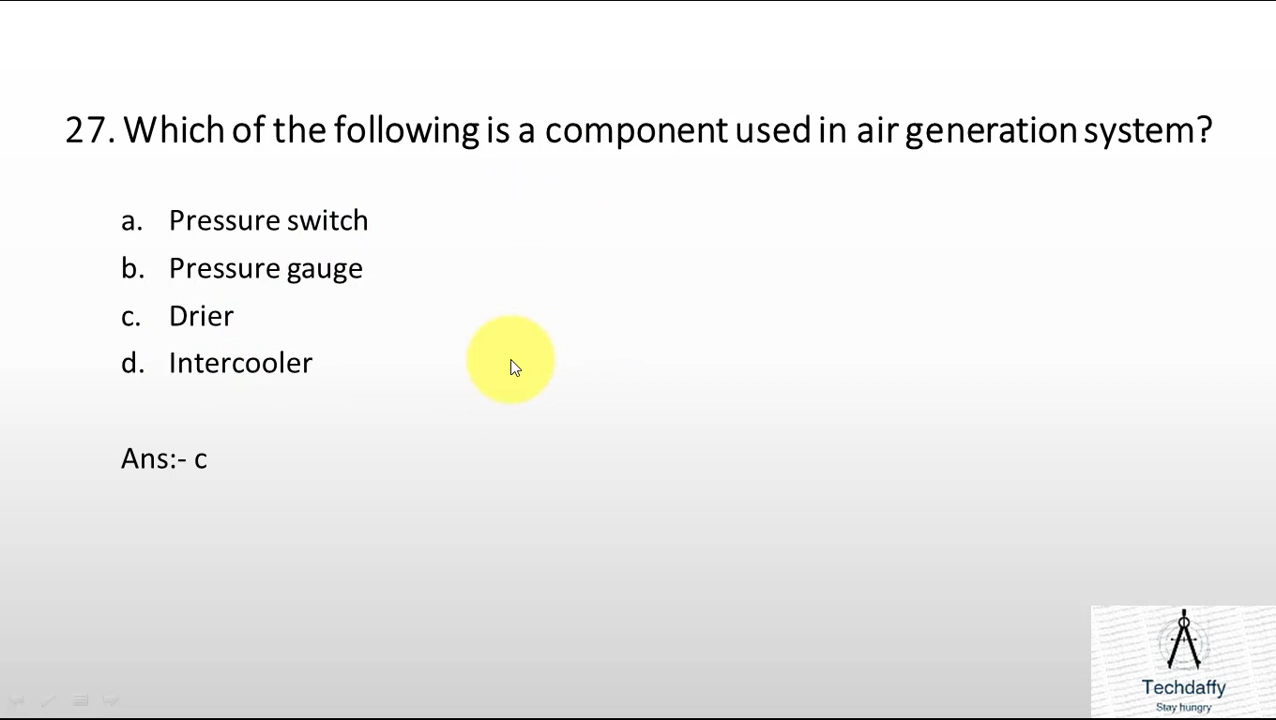 27. Which of the following is a component used in air generation system?
a. Pressure switch
b. Pressure gauge
c. Drier
d. Intercooler
Ans:- c
Techdaffy
Stay hungry